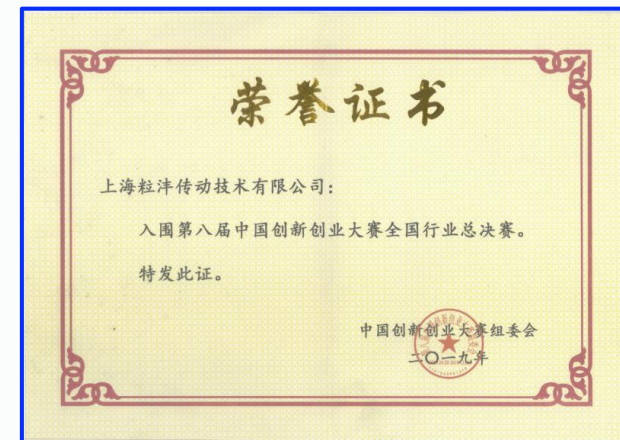 荣誉证书
上海粒沣传动技术有限公司：
入围第八届中国创新创业大赛全国行业总决赛。
特发此证。
中国创新创业大赛组委会
二〇一九年